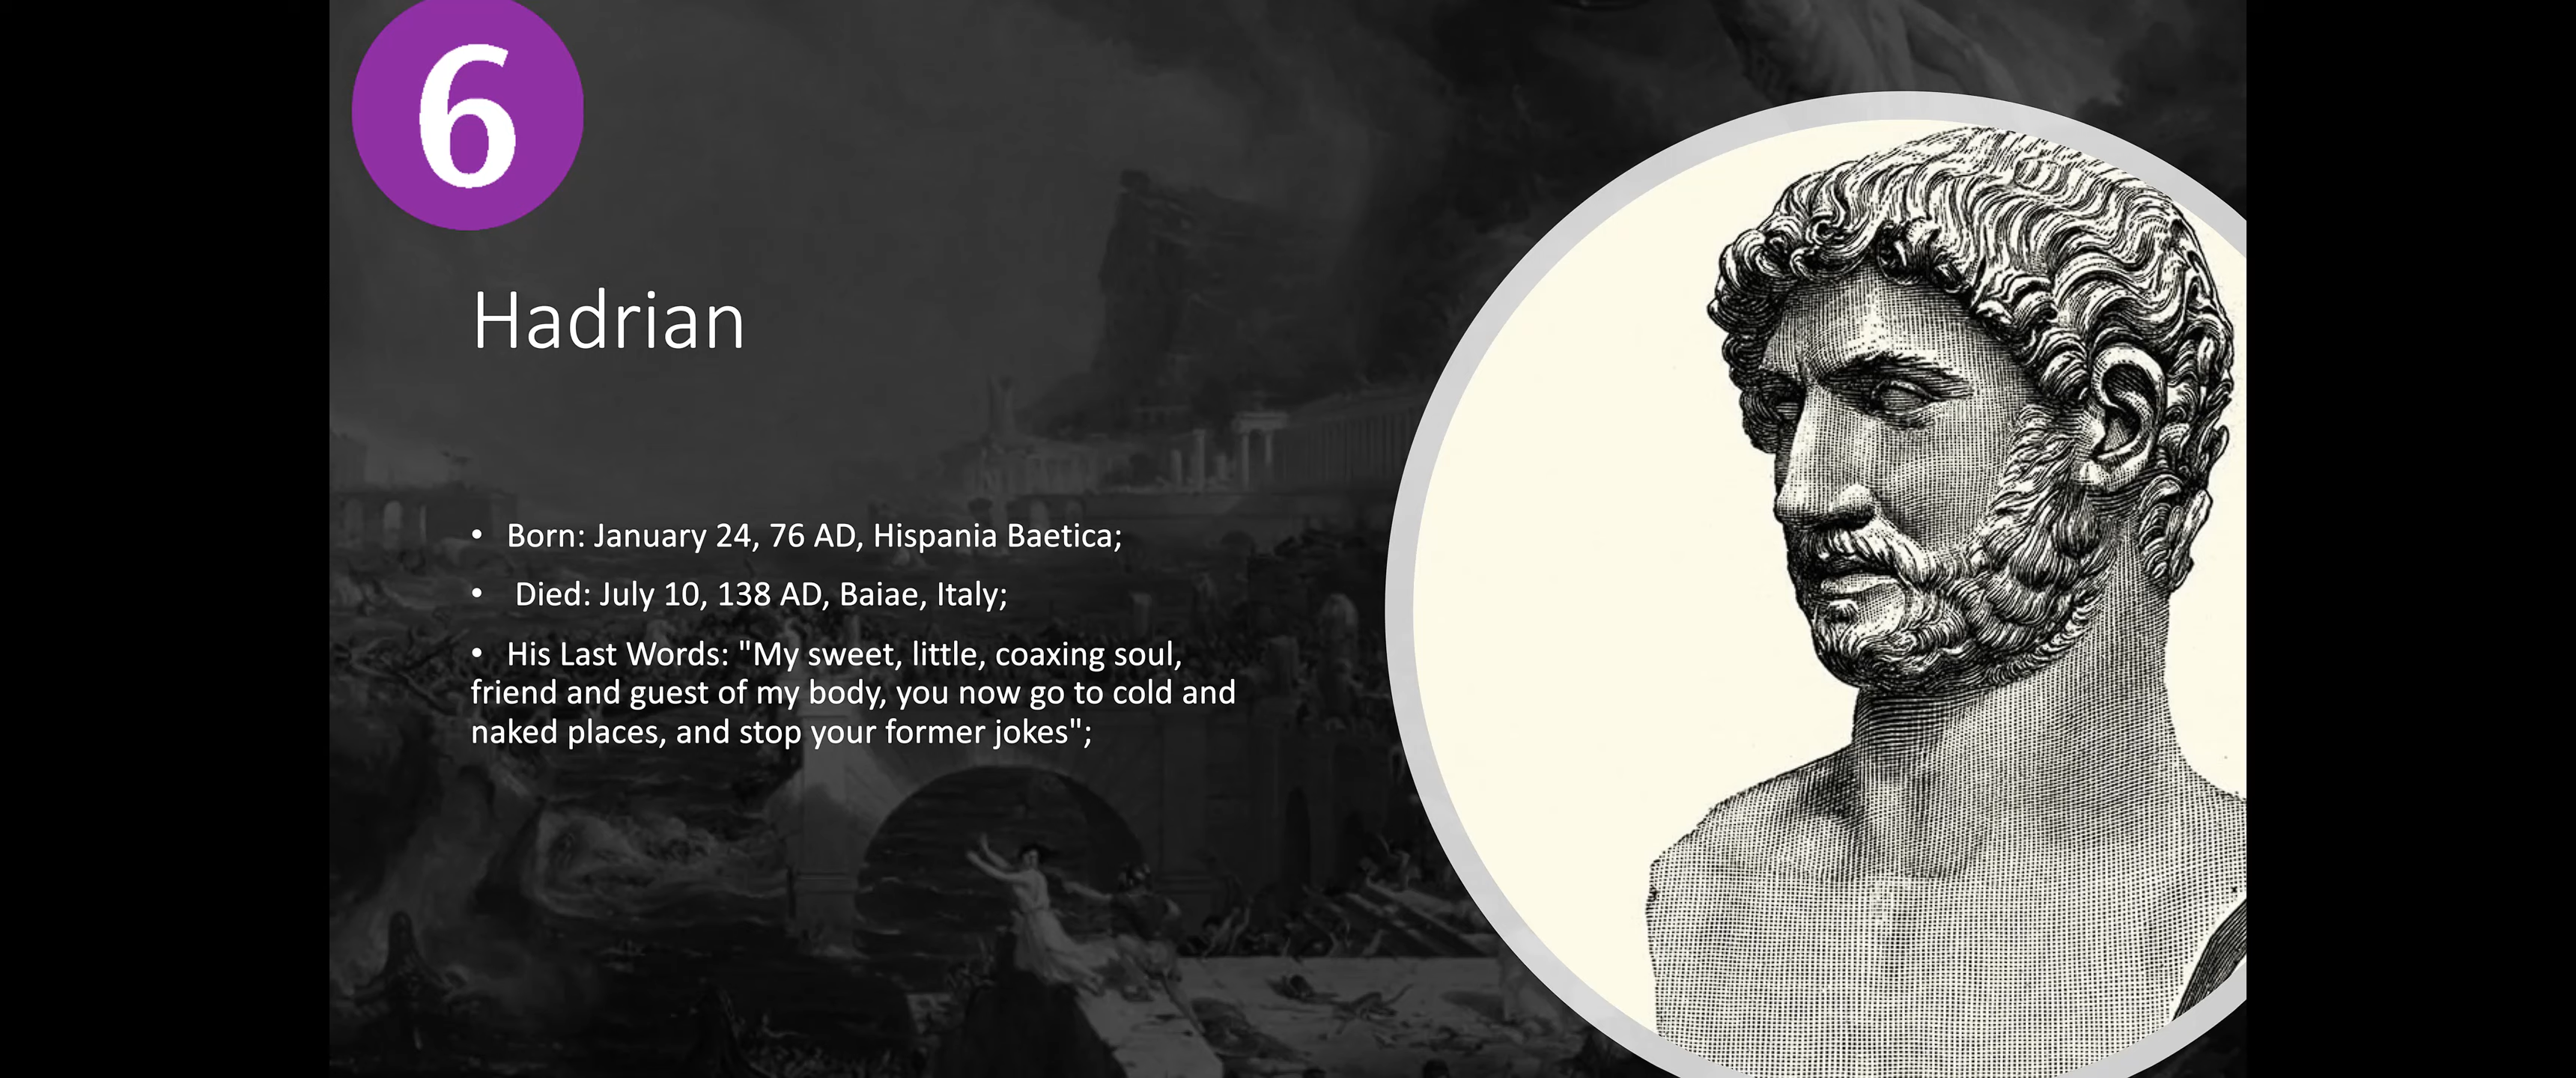 6
Hadrian
• Born: January 24, 76 AD, Hispania Baetica;
• Died: July 10, 138 AD, Baiae, Italy;
• His Last Words: "My sweet, little, coaxing soul,
friend and guest of my body, you now go to cold and
naked places, and stop your former jokes";